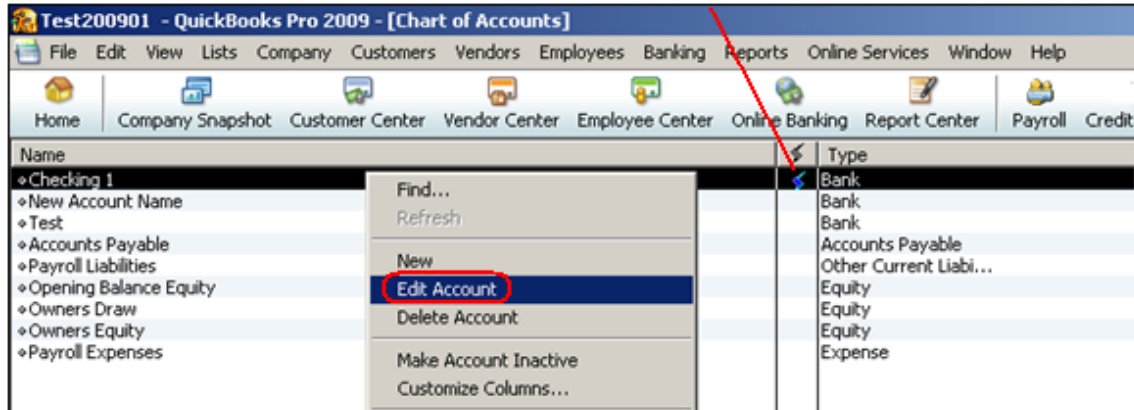 Test200901 - QuickBooks Pro 2009 - [Chart of Accounts]
File Edit View Lists Company Customers Vendors Employees Banking Reports Online Services Window Help
Home Company Snapshot Customer Center Vendor Center Employee Center Online Banking Report Center Payroll Credit
Name Type
Checking 1 Bank
New Account Name Bank
Test Bank
Accounts Payable Accounts Payable
Payroll Liabilities Other Current Liabi...
Opening Balance Equity Equity
Owners Draw Equity
Owners Equity Equity
Payroll Expenses Expense
Find...
Refresh
New
Edit Account
Delete Account
Make Account Inactive
Customize Columns...